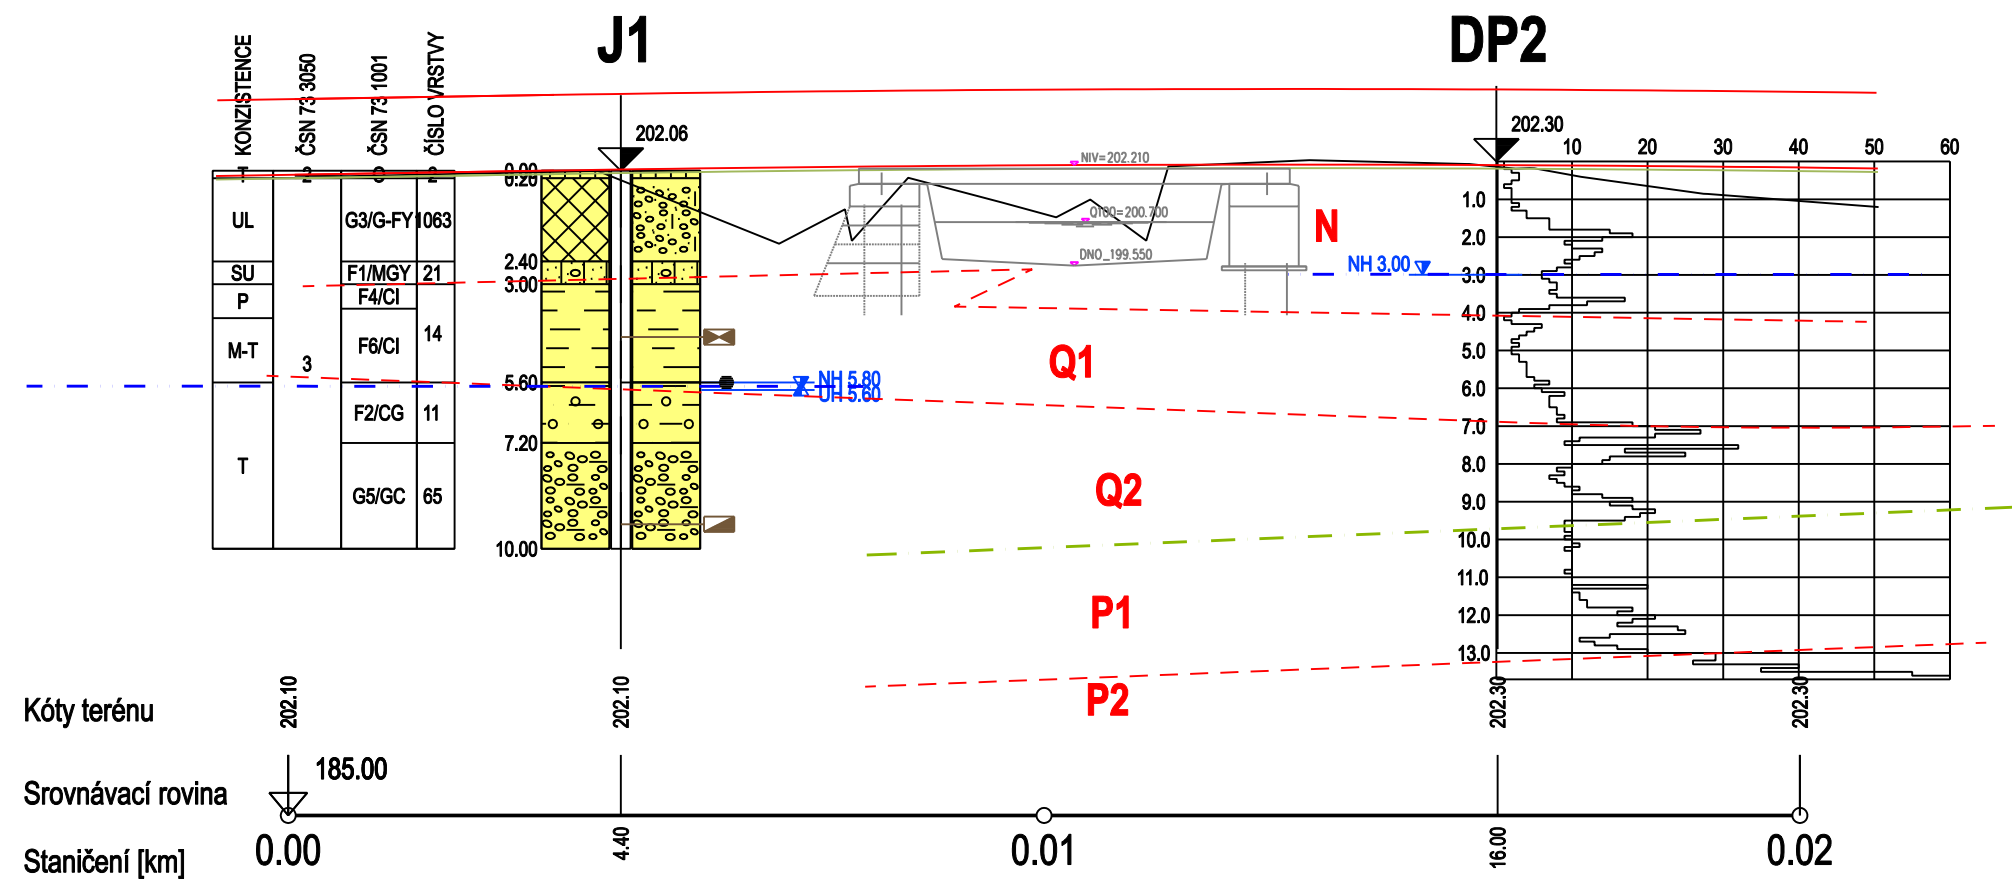 J1
DP2
KONZISTENCE
ČSN 73 3050
ČSN 73 1001
ČÍSLO VRSTVY
202.06
202.30
10 20 30 40 50 60
NIV=202.210
T 2 O 2
0.00
0.20
UL G3/G-FY 1063
Q100=200.700
N
1.0
2.0
DNO_199.550
2.40
SU F1/MGY 21
NH 3.00
3.0
3.00
P F4/CI
4.0
14
M-T F6/CI
3
Q1
5.0
5.60
NH 5.80
UH 5.60
6.0
F2/CG 11
7.0
7.20
T
G5/GC 65
Q2
8.0
9.0
10.00
10.0
11.0
P1
12.0
13.0
P2
Kóty terénu
202.10
202.10
202.30
202.30
185.00
Srovnávací rovina
0.00
0.01
0.02
Staničení [km]
4.40
16.00